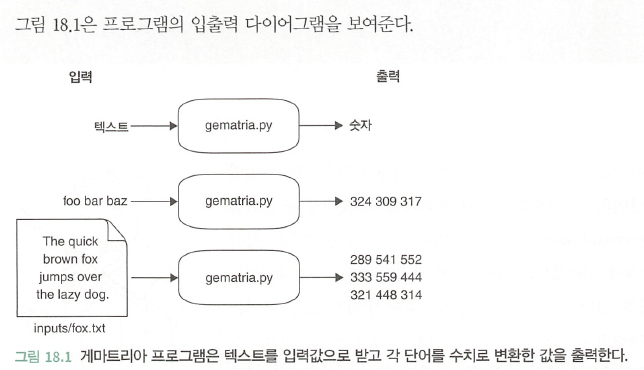 그림 18.1은 프로그램의 입출력 다이어그램을 보여준다.
입력
출력
텍스트
gematria.py
숫자
foo bar baz
gematria.py
324 309 317
The quick
brown fox
jumps over
the lazy dog.
gematria.py
289 541 552
333 559 444
321 448 314
inputs/fox.txt
그림 18.1 게마트리아 프로그램은 텍스트를 입력값으로 받고 각 단어를 수치로 변환한 값을 출력한다.